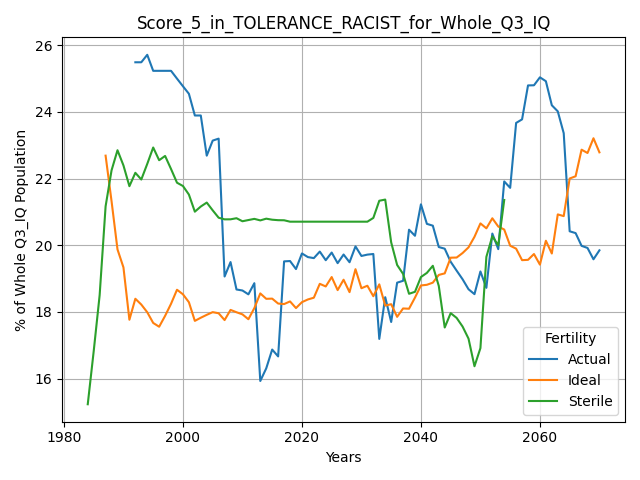 Score_5_in_TOLERANCE_RACIST_for_Whole_Q3_IQ
% of Whole Q3_IQ Population
26
24
22
20
18
16
1980
2000
2020
2040
2060
Years
Fertility
Actual
Ideal
Sterile